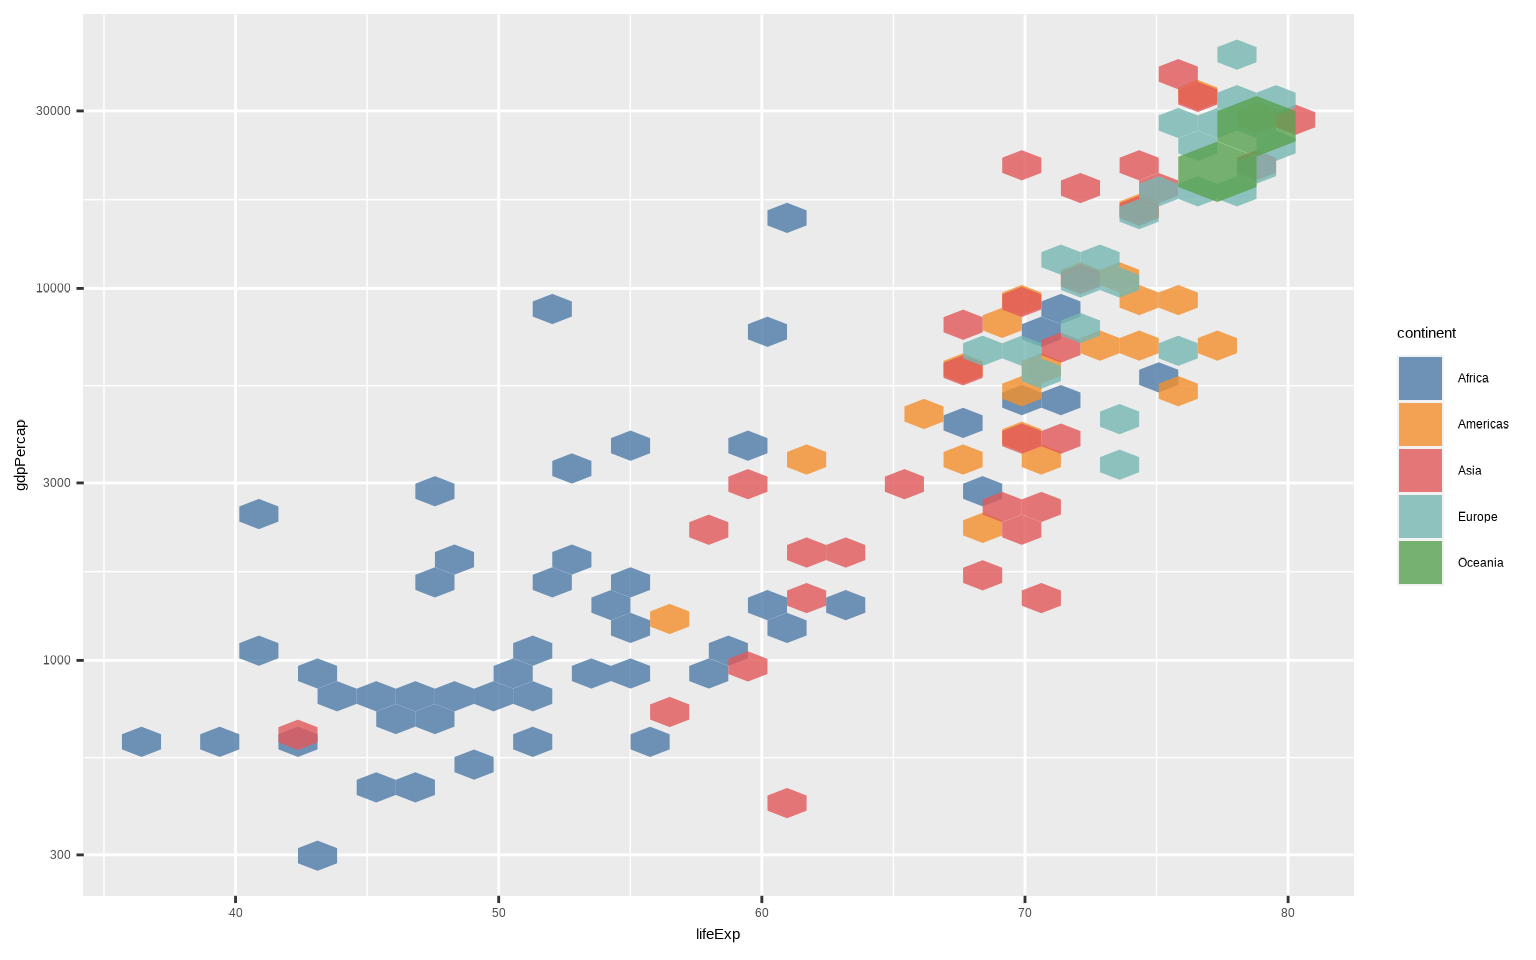 30000
10000
3000
1000
300
gdpPercap
40 50 60 70 80
lifeExp
continent
Africa
Americas
Asia
Europe
Oceania